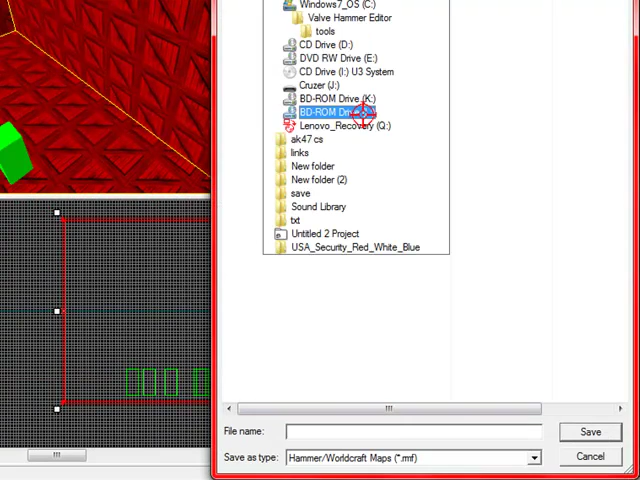 Windows7_OS (C:)
Valve Hammer Editor
tools
CD Drive (D:)
DVD RW Drive (E:)
CD Drive (I:) U3 System
Cruzer (J:)
BD-ROM Drive (K:)
BD-ROM
Lenovo_Recovery (Q:)
ak47 cs
links
New folder
New folder (2)
save
Sound Library
txt
Untitled 2 Project
USA_Security_Red_White_Blue
File name:
Save
Save as type:
Hammer/Worldcraft Maps (*.rmf)
Cancel